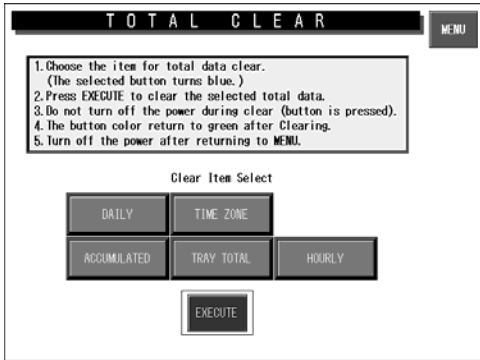 TOTAL CLEAR
MENU
1.Choose the item for total data clear.
(The selected button turns blue.)
2.Press EXECUTE to clear the selected total data.
3.Do not turn off the power during clear (button is pressed).
4.The button color return to green after Clearing.
5.Turn off the power after returning to MENU.
Clear Item Select
DAILY TIME ZONE
ACCUMULATED TRAY TOTAL HOURLY
EXECUTE